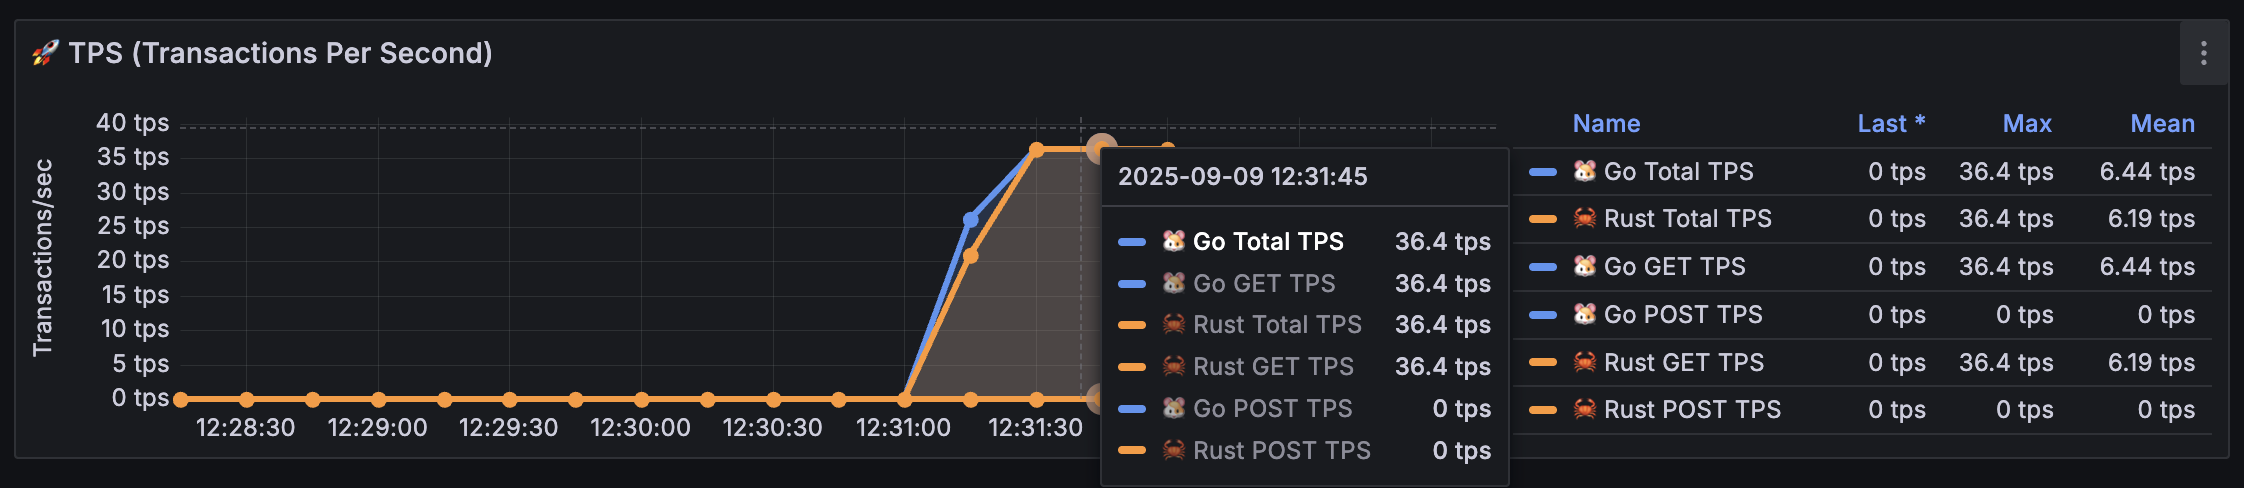 🚀 TPS (Transactions Per Second)
Transactions/sec
40 tps
35 tps
30 tps
25 tps
20 tps
15 tps
10 tps
5 tps
0 tps
12:28:30 12:29:00 12:29:30 12:30:00 12:30:30 12:31:00 12:31:30
2025-09-09 12:31:45
🐹 Go Total TPS 36.4 tps
🐹 Go GET TPS 36.4 tps
🦀 Rust Total TPS 36.4 tps
🦀 Rust GET TPS 36.4 tps
🐹 Go POST TPS 0 tps
🦀 Rust POST TPS 0 tps
Name Last * Max Mean
🐹 Go Total TPS 0 tps 36.4 tps 6.44 tps
🦀 Rust Total TPS 0 tps 36.4 tps 6.19 tps
🐹 Go GET TPS 0 tps 36.4 tps 6.44 tps
🐹 Go POST TPS 0 tps 0 tps 0 tps
🦀 Rust GET TPS 0 tps 36.4 tps 6.19 tps
🦀 Rust POST TPS 0 tps 0 tps 0 tps